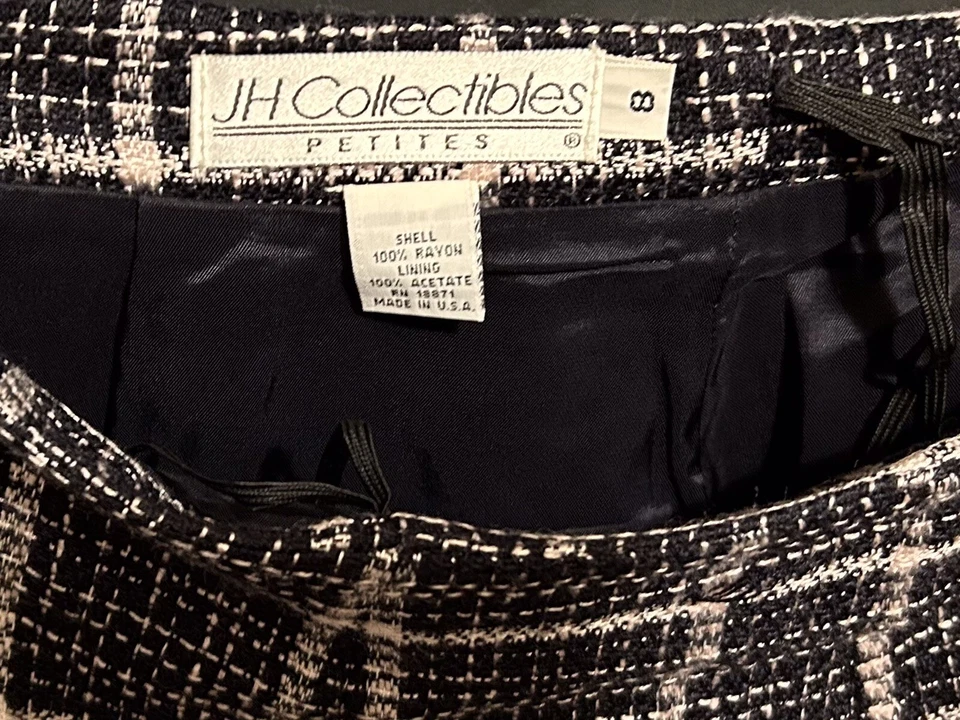 JH Collectibles
PETITES ®
8
SHELL
100% RAYON
LINING
100% ACETATE
RN 18871
MADE IN U.S.A.